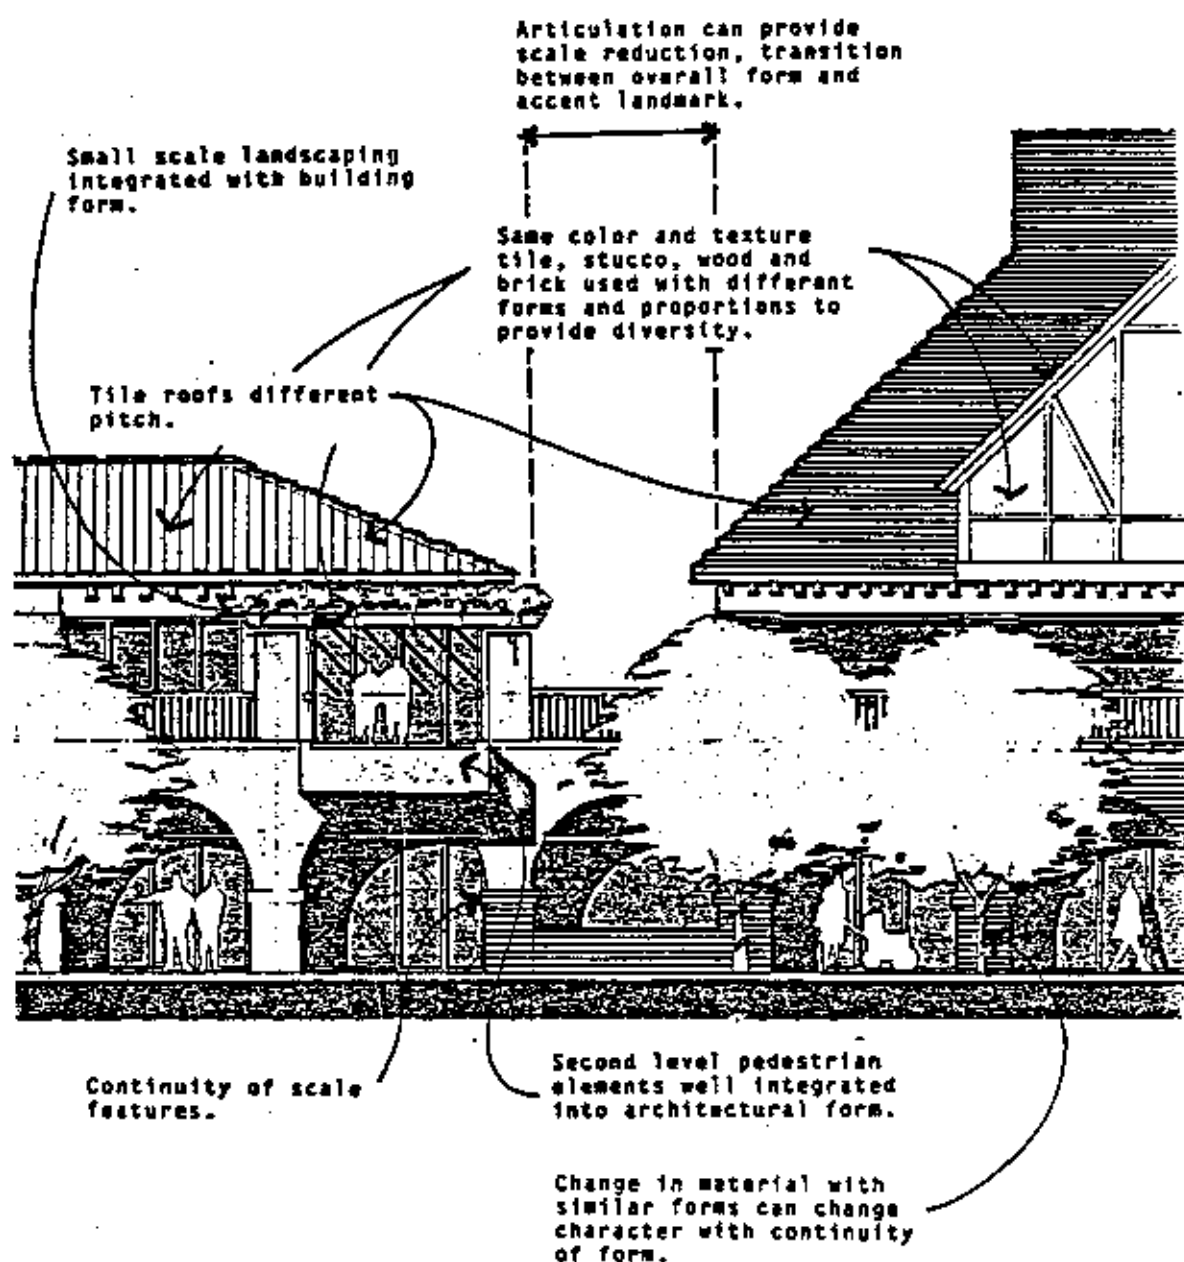 Articulation can provide
scale reduction, transition
between overall form and
accent landmark.
Small scale landscaping
integrated with building
form.
Same color and texture
tile, stucco, wood and
brick used with different
forms and proportions to
provide diversity.
Tile roofs different
pitch.
Continuity of scale
features.
Second level pedestrian
elements well integrated
into architectural form.
Change in material with
similar forms can change
character with continuity
of form.